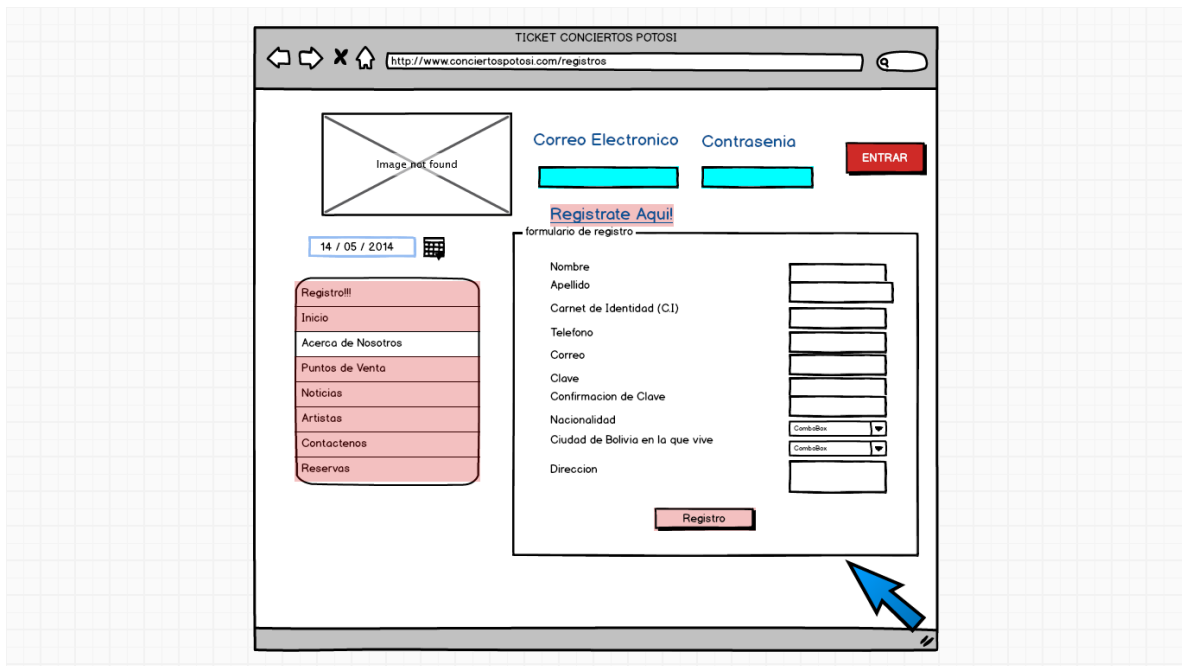 TICKET CONCIERTOS POTOSI
http://www.conciertospotosi.com/registros
Image not found
Correo Electronico
Contrasenia
ENTRAR
Registrate Aqui!
14 / 05 / 2014
Registro!!!
Inicio
Acerca de Nosotros
Puntos de Venta
Noticias
Artistas
Contactenos
Reservas
formulario de registro
Nombre
Apellido
Carnet de Identidad (C.I)
Telefono
Correo
Clave
Confirmacion de Clave
Nacionalidad
ComboBox
Ciudad de Bolivia en la que vive
ComboBox
Direccion
Registro